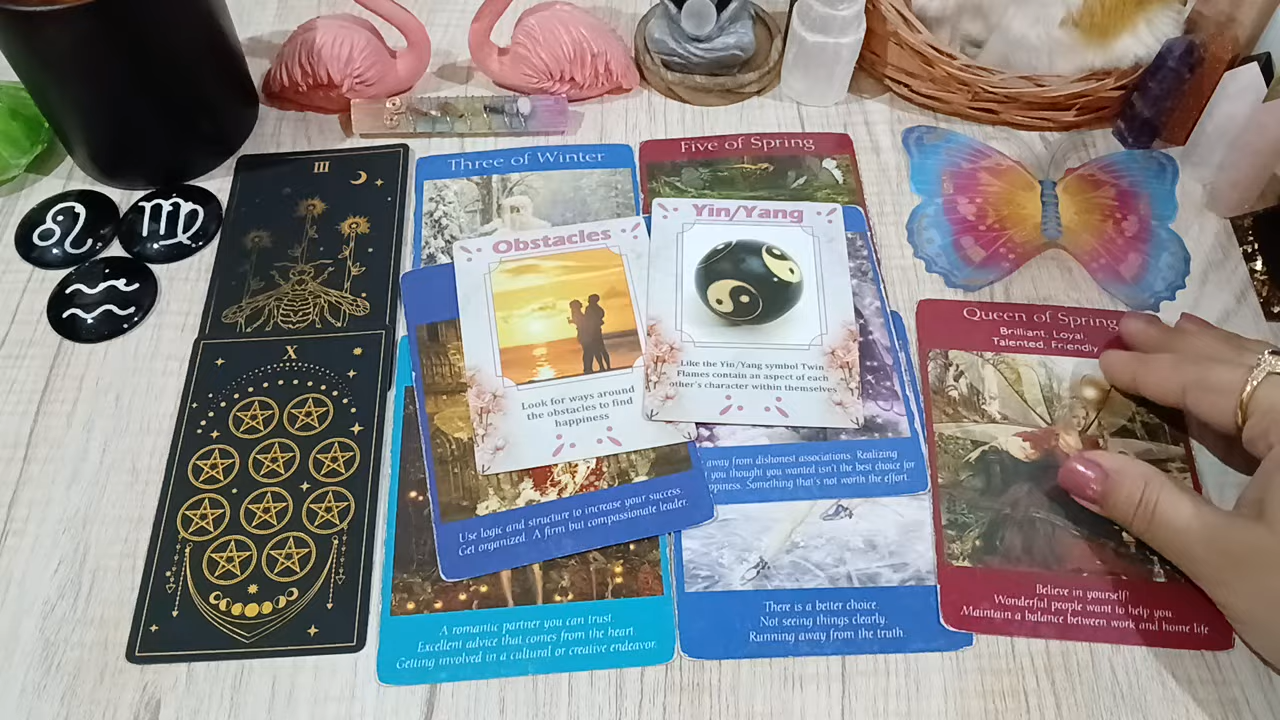 III
X
Three of Winter
Five of Spring
Obstacles
Look for ways around
the obstacles to find
happiness
Yin/Yang
Like the Yin/Yang symbol Twin
Flames contain an aspect of each
other's character within themselves
Use logic and structure to increase your success.
Get organized. A firm but compassionate leader.
away from dishonest associations. Realizing
you thought you wanted isn't the best choice for
Something that's not worth the effort.
A romantic partner you can trust.
Excellent advice that comes from the heart.
Getting involved in a cultural or creative endeavor.
There is a better choice.
Not seeing things clearly.
Running away from the truth.
Queen of Spring
Brilliant, Loyal,
Talented, Friendly
Believe in yourself!
Wonderful people want to help you
Maintain a balance between work and home life